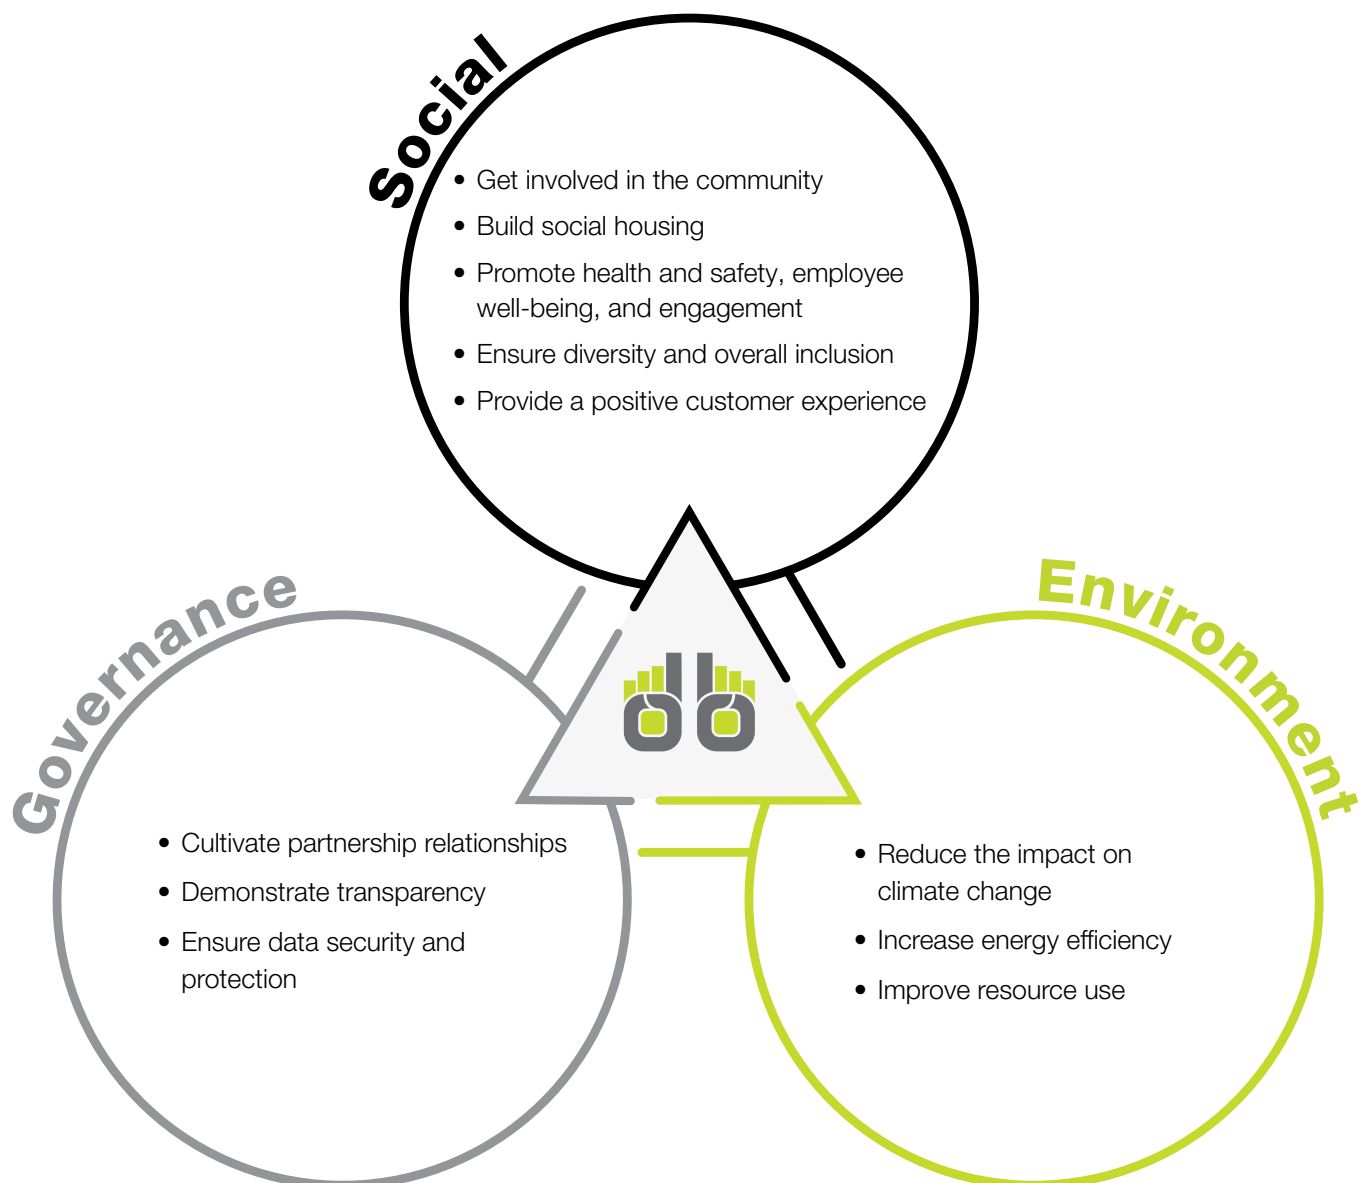 Social
• Get involved in the community
• Build social housing
• Promote health and safety, employee
well-being, and engagement
• Ensure diversity and overall inclusion
• Provide a positive customer experience
Governance
• Cultivate partnership relationships
• Demonstrate transparency
• Ensure data security and
protection
Environment
• Reduce the impact on
climate change
• Increase energy efficiency
• Improve resource use